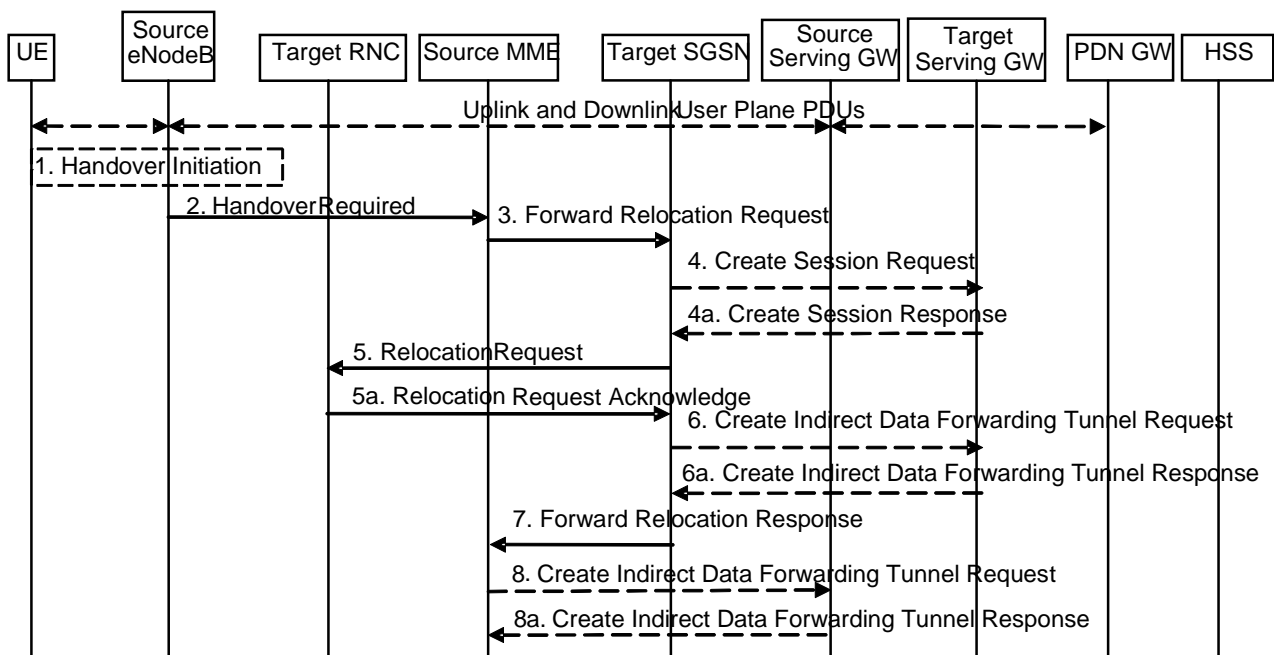 UE
Source
eNodeB
Target RNC
Source MME
Target SGSN
Source
Serving GW
Target
Serving GW
PDN GW
HSS
Uplink and Downlink User Plane PDUs
1. Handover Initiation
2. HandoverRequired
3. Forward Relocation Request
4. Create Session Request
4a. Create Session Response
5. RelocationRequest
5a. Relocation Request Acknowledge
6. Create Indirect Data Forwarding Tunnel Request
6a. Create Indirect Data Forwarding Tunnel Response
7. Forward Relocation Response
8. Create Indirect Data Forwarding Tunnel Request
8a. Create Indirect Data Forwarding Tunnel Response